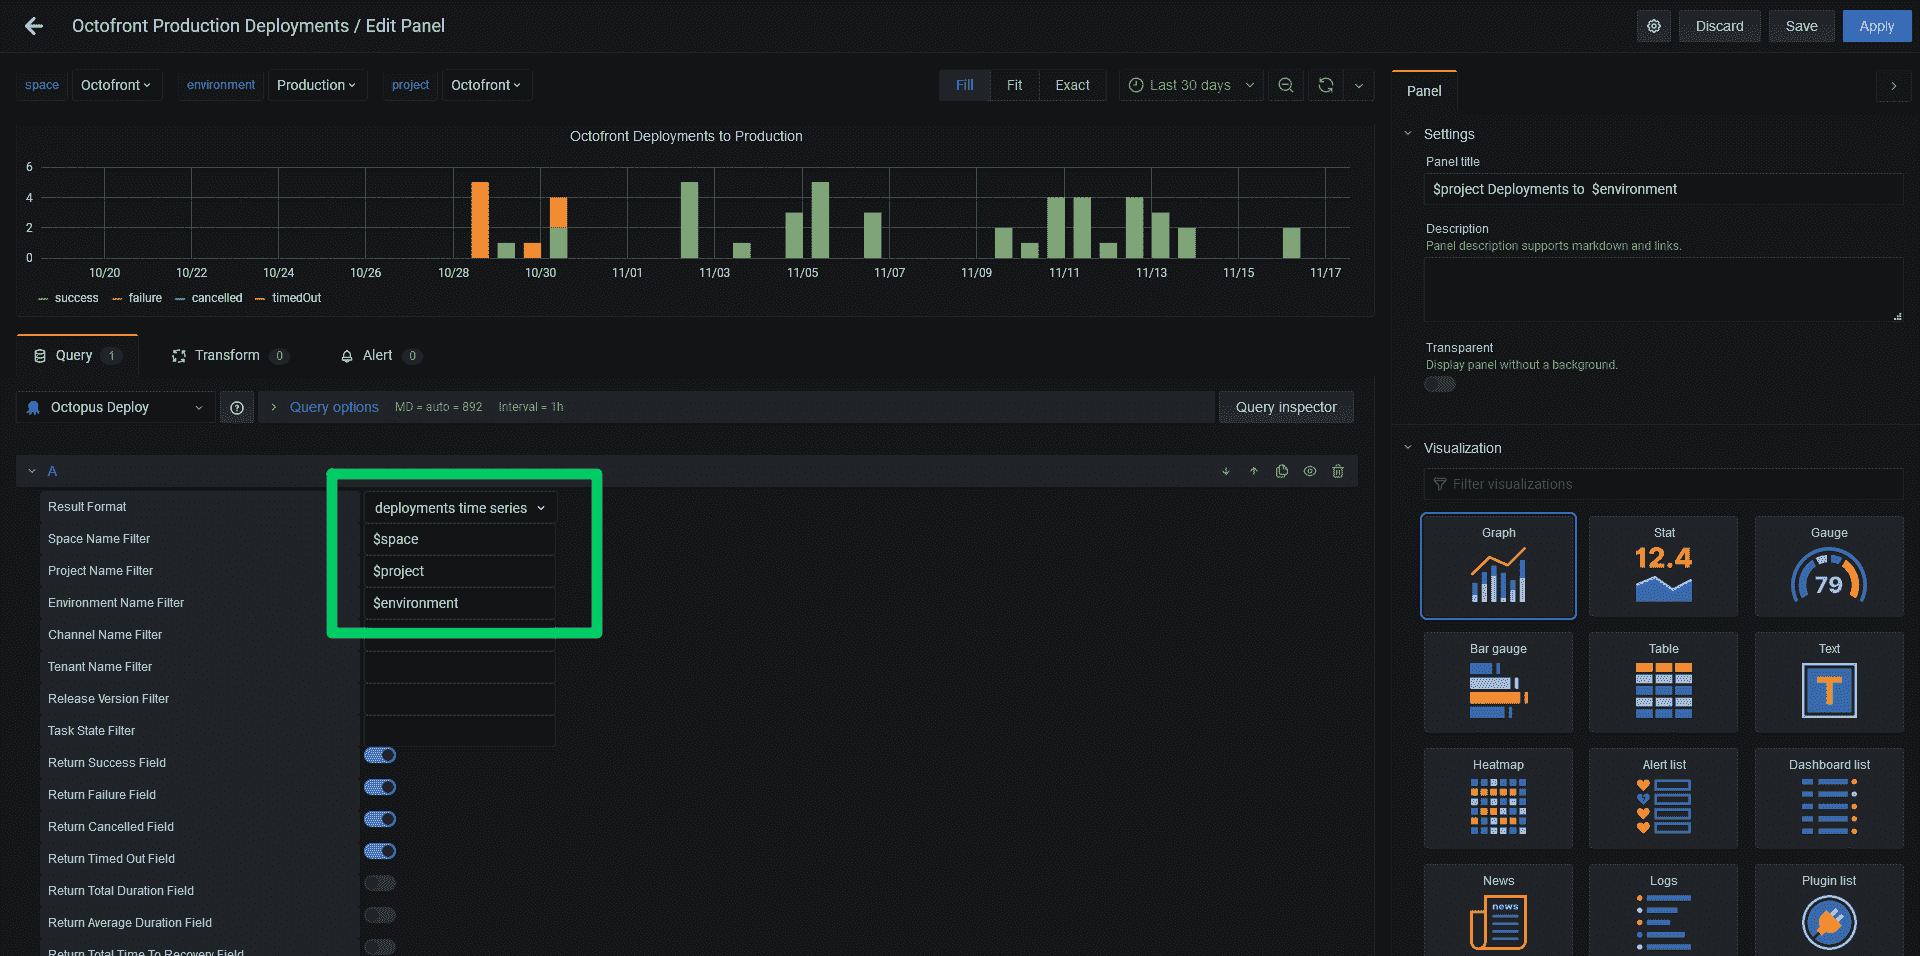 Octofront Production Deployments / Edit Panel
Discard
Save
Apply
space
Octofront
environment
Production
project
Octofront
Fill
Fit
Exact
Last 30 days
Panel
Octofront Deployments to Production
6
4
2
0
10/20
10/22
10/24
10/26
10/28
10/30
11/01
11/03
11/05
11/07
11/09
11/11
11/13
11/15
11/17
success
failure
cancelled
timedOut
Query 1
Transform 0
Alert 0
Octopus Deploy
Query options
MD = auto = 892
Interval = 1h
Query inspector
A
Result Format
deployments time series
Space Name Filter
$space
Project Name Filter
$project
Environment Name Filter
$environment
Channel Name Filter
Tenant Name Filter
Release Version Filter
Task State Filter
Return Success Field
Return Failure Field
Return Cancelled Field
Return Timed Out Field
Return Total Duration Field
Return Average Duration Field
Return Total Time To Recovery Field
Settings
Panel title
$project Deployments to $environment
Description
Panel description supports markdown and links.
Transparent
Display panel without a background.
Visualization
Filter visualizations
Graph
Stat
12.4
Gauge
79
Bar gauge
Table
Text
T
Heatmap
Alert list
Dashboard list
News
news
Logs
Plugin list